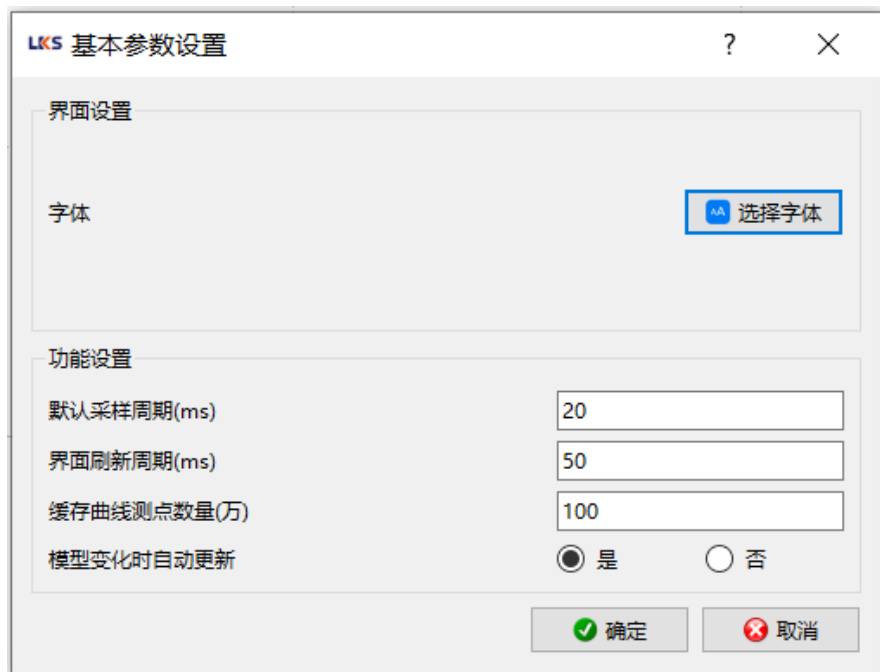 LKS 基本参数设置 ?
界面设置
字体 AA 选择字体
功能设置
默认采样周期(ms) 20
界面刷新周期(ms) 50
缓存曲线测点数量(万) 100
模型变化时自动更新 是 否
确定 取消